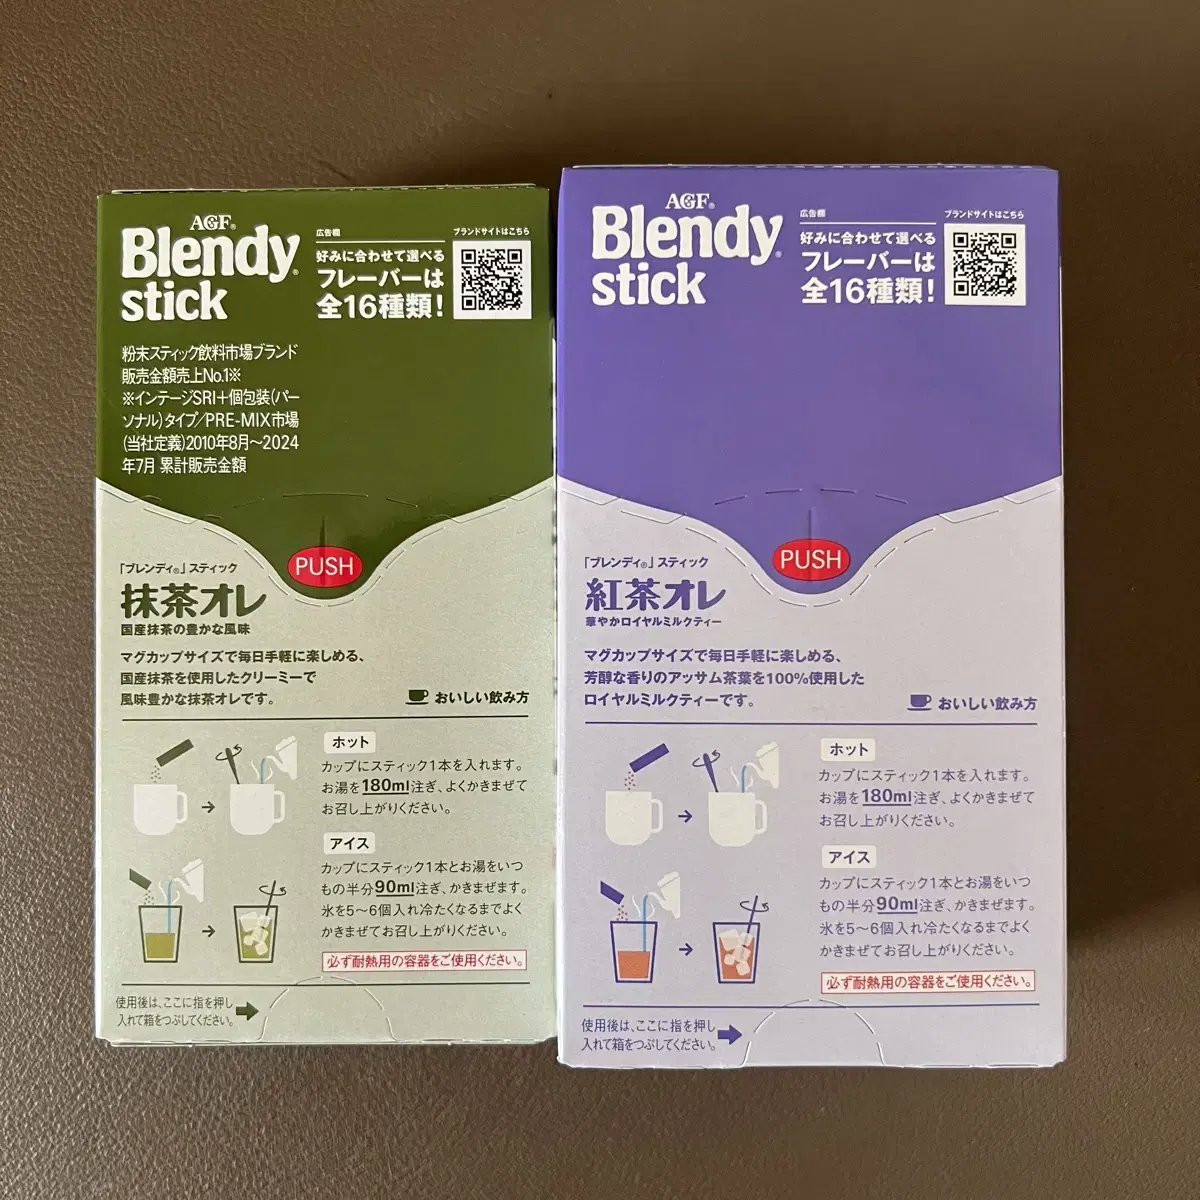 AGF®
Blendy®
stick
広告欄
好みに合わせて選べる
フレーバーは
全16種類!
ブランドサイトはこちら
粉末スティック飲料市場ブランド
販売金額売上No.1※
※インテージSRI+個包装(パー
ソナル)タイプ/PRE-MIX市場
(当社定義)2010年8月〜2024
年7月 累計販売金額
PUSH
「ブレンディ®」スティック
抹茶オレ
国産抹茶の豊かな風味
マグカップサイズで毎日手軽に楽しめる、
国産抹茶を使用したクリーミーで
風味豊かな抹茶オレです。
おいしい飲み方
ホット
カップにスティック1本を入れます。
お湯を180ml注ぎ、よくかきまぜて
お召し上がりください。
アイス
カップにスティック1本とお湯をいつ
もの半分90ml注ぎ、かきまぜます。
氷を5〜6個入れ冷たくなるまでよく
かきまぜてお召し上がりください。
必ず耐熱用の容器をご使用ください。
使用後は、ここに指を押し
入れて箱をつぶしてください。
AGF®
Blendy®
stick
広告欄
好みに合わせて選べる
フレーバーは
全16種類!
ブランドサイトはこちら
PUSH
「ブレンディ®」スティック
紅茶オレ
華やかロイヤルミルクティー
マグカップサイズで毎日手軽に楽しめる、
芳醇な香りのアッサム茶葉を100%使用した
ロイヤルミルクティーです。
おいしい飲み方
ホット
カップにスティック1本を入れます。
お湯を180ml注ぎ、よくかきまぜて
お召し上がりください。
アイス
カップにスティック1本とお湯をいつ
もの半分90ml注ぎ、かきまぜます。
氷を5〜6個入れ冷たくなるまでよく
かきまぜてお召し上がりください。
必ず耐熱用の容器をご使用ください。
使用後は、ここに指を押し
入れて箱をつぶしてください。